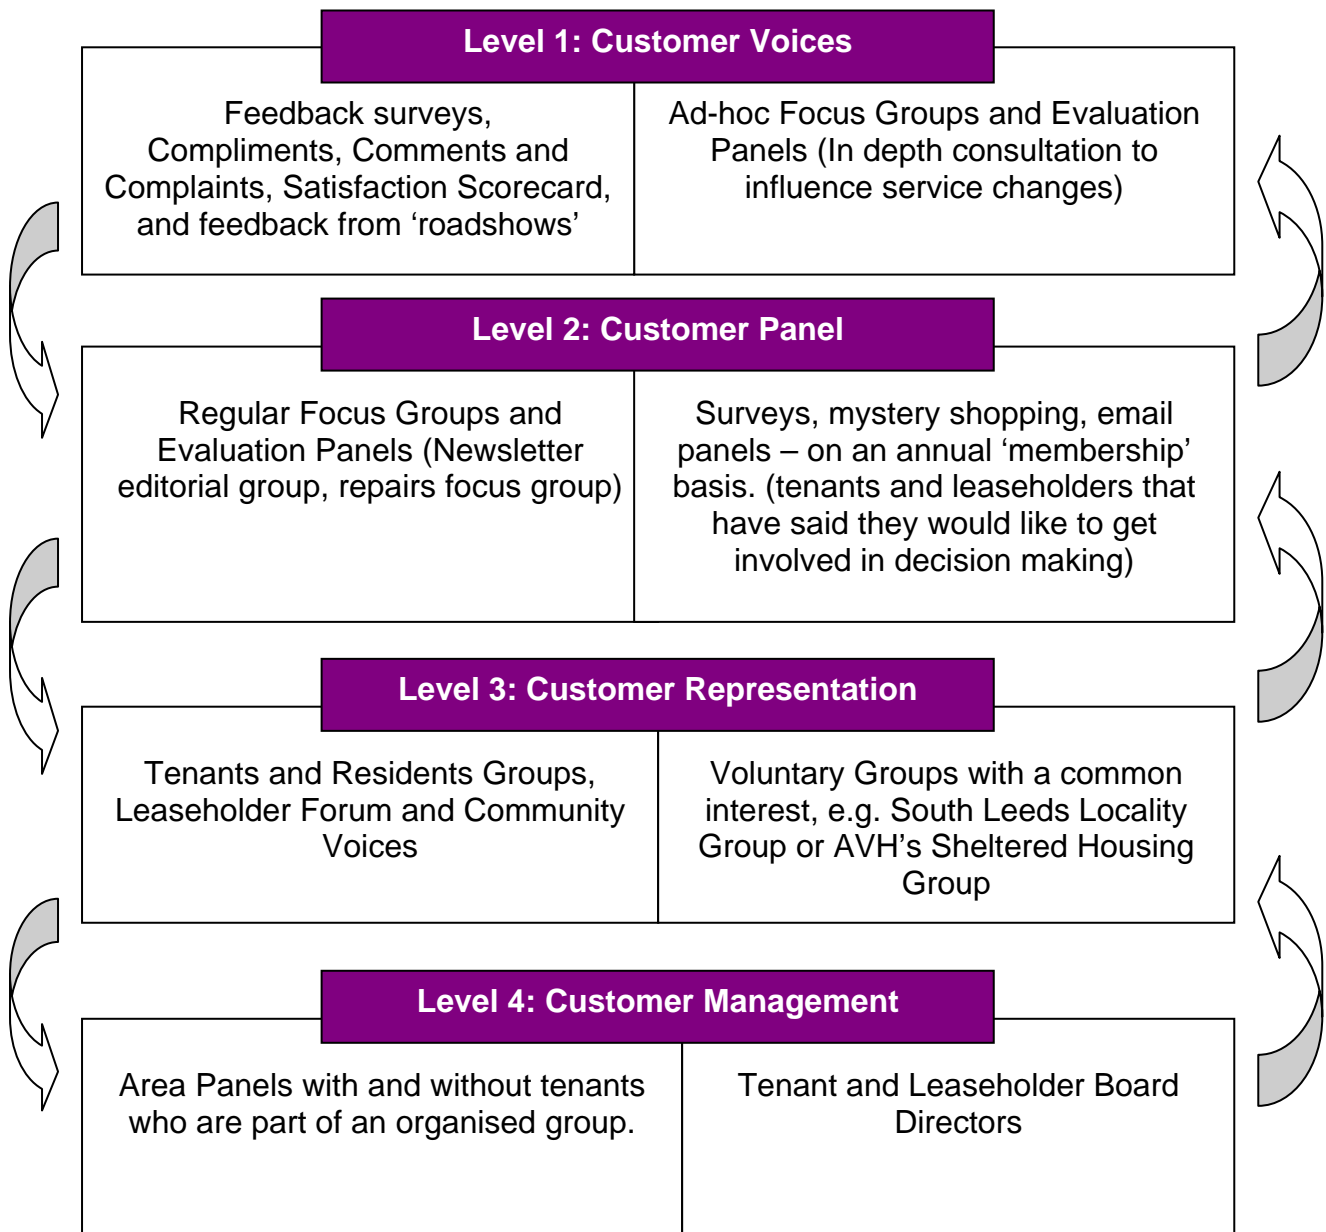 Level 1: Customer Voices
Feedback surveys,
Compliments, Comments and
Complaints, Satisfaction Scorecard,
and feedback from ‘roadshows’
Ad-hoc Focus Groups and Evaluation
Panels (In depth consultation to
influence service changes)
Level 2: Customer Panel
Regular Focus Groups and
Evaluation Panels (Newsletter
editorial group, repairs focus group)
Surveys, mystery shopping, email
panels – on an annual ‘membership’
basis. (tenants and leaseholders that
have said they would like to get
involved in decision making)
Level 3: Customer Representation
Tenants and Residents Groups,
Leaseholder Forum and Community
Voices
Voluntary Groups with a common
interest, e.g. South Leeds Locality
Group or AVH’s Sheltered Housing
Group
Level 4: Customer Management
Area Panels with and without tenants
who are part of an organised group.
Tenant and Leaseholder Board
Directors